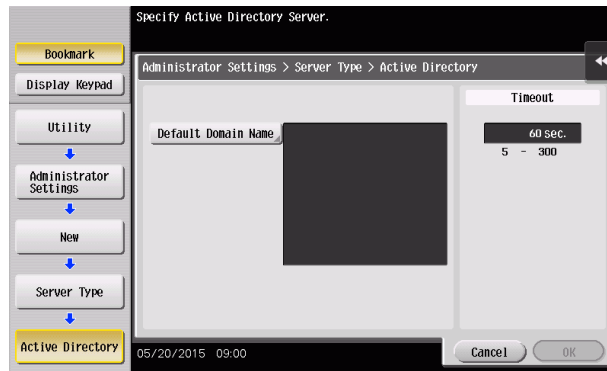 Specify Active Directory Server.
Bookmark
Display Keypad
Utility
Administrator
Settings
New
Server Type
Active Directory
Administrator Settings > Server Type > Active Directory
Default Domain Name
Timeout
60 sec.
5 - 300
05/20/2015 09:00
Cancel
OK